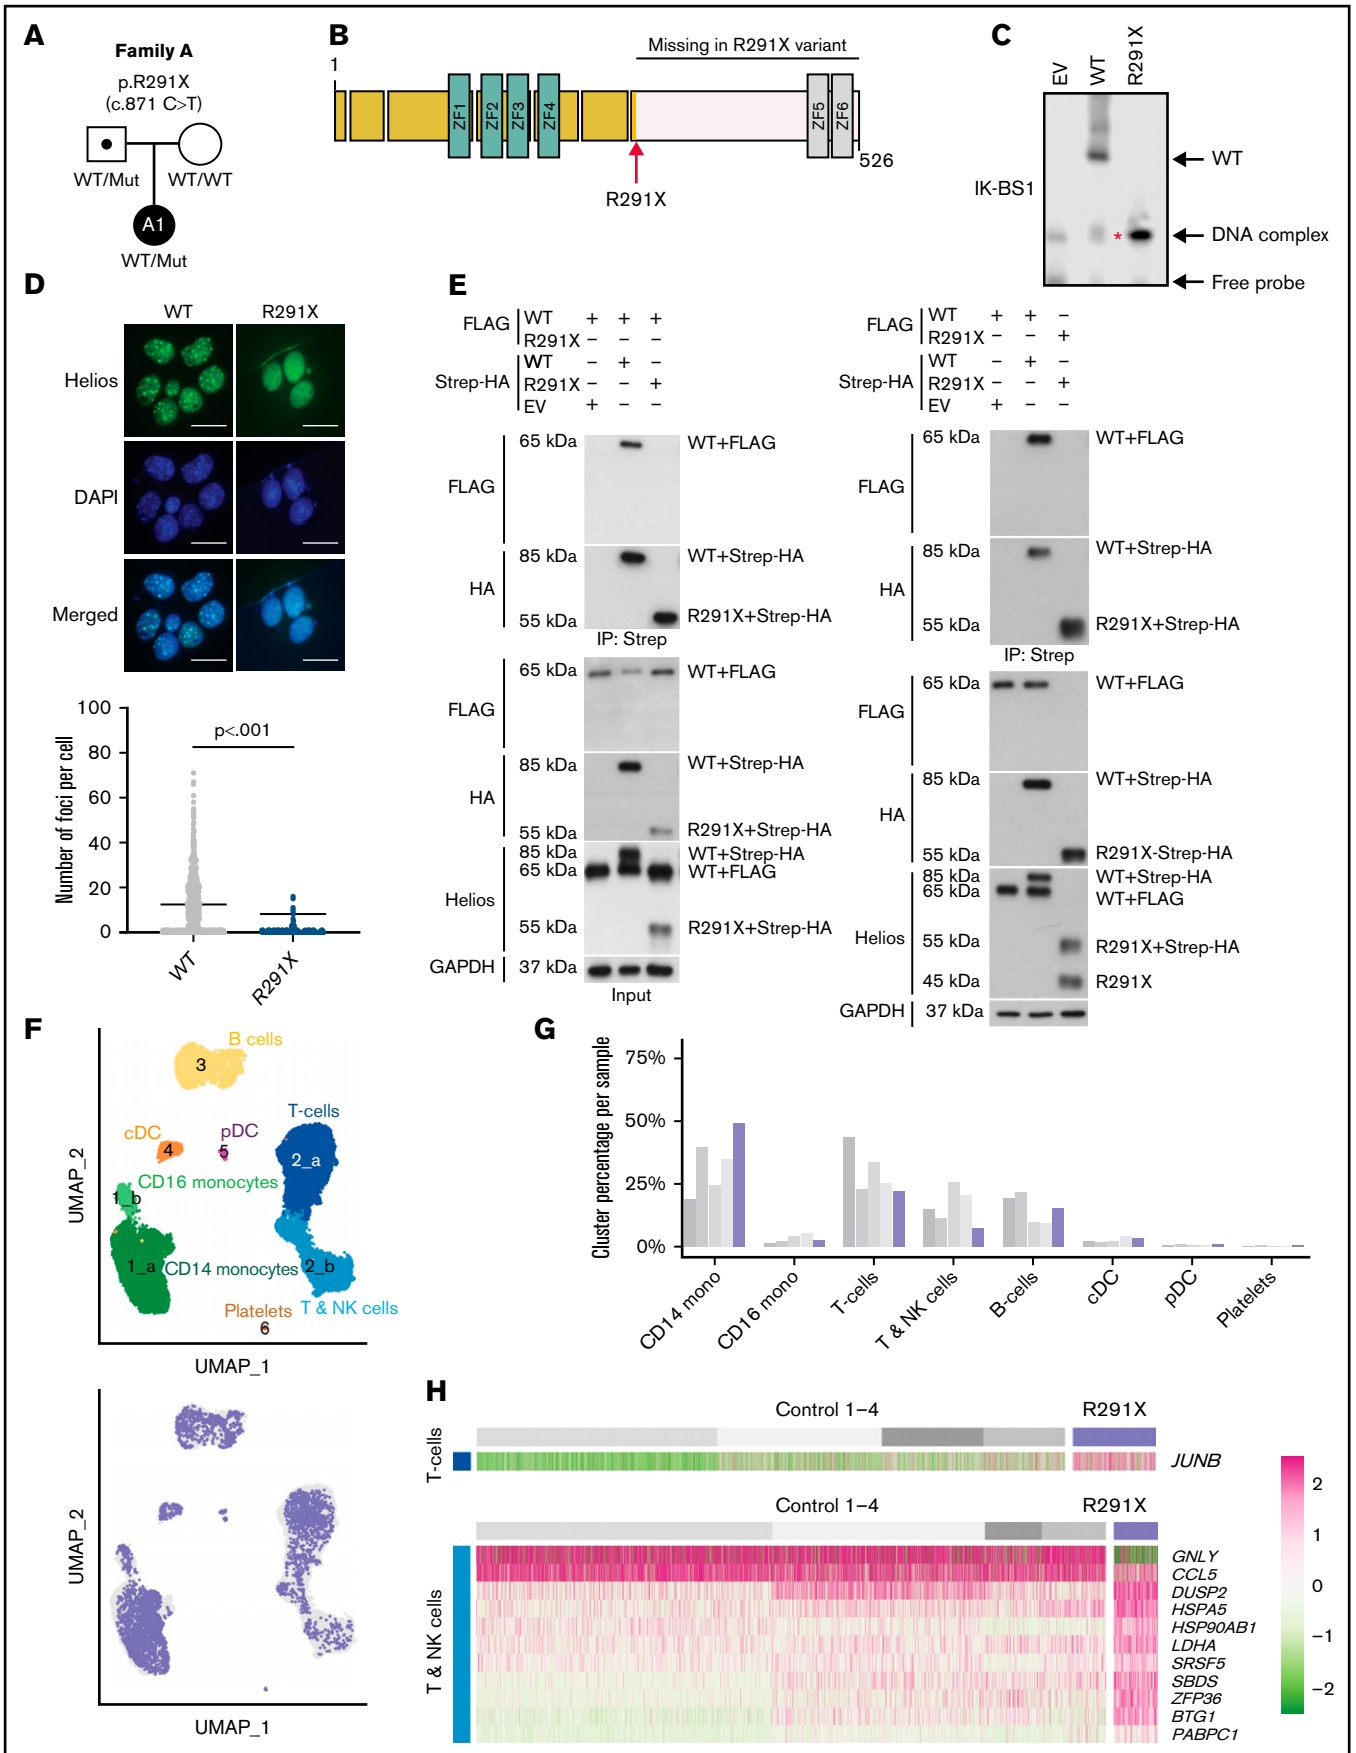 A
Family A
p.R291X
(c.871 C>T)
WT/Mut
WT/WT
A1
WT/Mut
B
Missing in R291X variant
1
ZF1
ZF2
ZF3
ZF4
ZF5
ZF6
526
R291X
C
EV
WT
R291X
IK-BS1
WT
*
DNA complex
Free probe
D
WT
R291X
Helios
DAPI
Merged
Number of foci per cell
100
80
60
40
20
0
p<.001
WT
R291X
E
FLAG
WT + + +
R291X – – –
Strep-HA
WT – + –
R291X – – +
EV + – –
65 kDa
WT+FLAG
FLAG
85 kDa
WT+Strep-HA
HA
55 kDa
R291X+Strep-HA
IP: Strep
65 kDa
WT+FLAG
FLAG
85 kDa
WT+Strep-HA
HA
55 kDa
R291X+Strep-HA
85 kDa
WT+Strep-HA
65 kDa
WT+FLAG
Helios
55 kDa
R291X+Strep-HA
GAPDH
37 kDa
Input
FLAG
WT + + –
R291X – – +
Strep-HA
WT – + –
R291X – – +
EV + – –
65 kDa
WT+FLAG
FLAG
85 kDa
WT+Strep-HA
HA
55 kDa
R291X+Strep-HA
IP: Strep
65 kDa
WT+FLAG
FLAG
85 kDa
WT+Strep-HA
HA
55 kDa
R291X-Strep-HA
85 kDa
WT+Strep-HA
65 kDa
WT+FLAG
Helios
55 kDa
R291X+Strep-HA
45 kDa
R291X
GAPDH
37 kDa
F
B cells
3
T-cells
cDC
4
pDC
5
2_a
CD16 monocytes
1_b
1_a
CD14 monocytes
2_b
Platelets
6
T & NK cells
UMAP_2
UMAP_1
UMAP_2
UMAP_1
G
Cluster percentage per sample
75%
50%
25%
0%
CD14 mono
CD16 mono
T-cells
T & NK cells
B-cells
cDC
pDC
Platelets
H
Control 1–4
R291X
T-cells
JUNB
Control 1–4
R291X
T & NK cells
GNLY
CCL5
DUSP2
HSPA5
HSP90AB1
LDHA
SRSF5
SBDS
ZFP36
BTG1
PABPC1
2
1
0
–1
–2